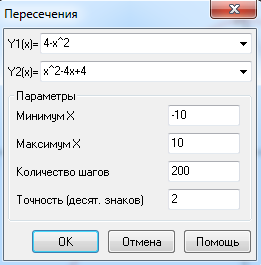 Пересечения
Y1(x)= 4-x^2
Y2(x)= x^2-4x+4
Параметры
Минимум X -10
Максимум X 10
Количество шагов 200
Точность (десят. знаков) 2
OK Отмена Помощь